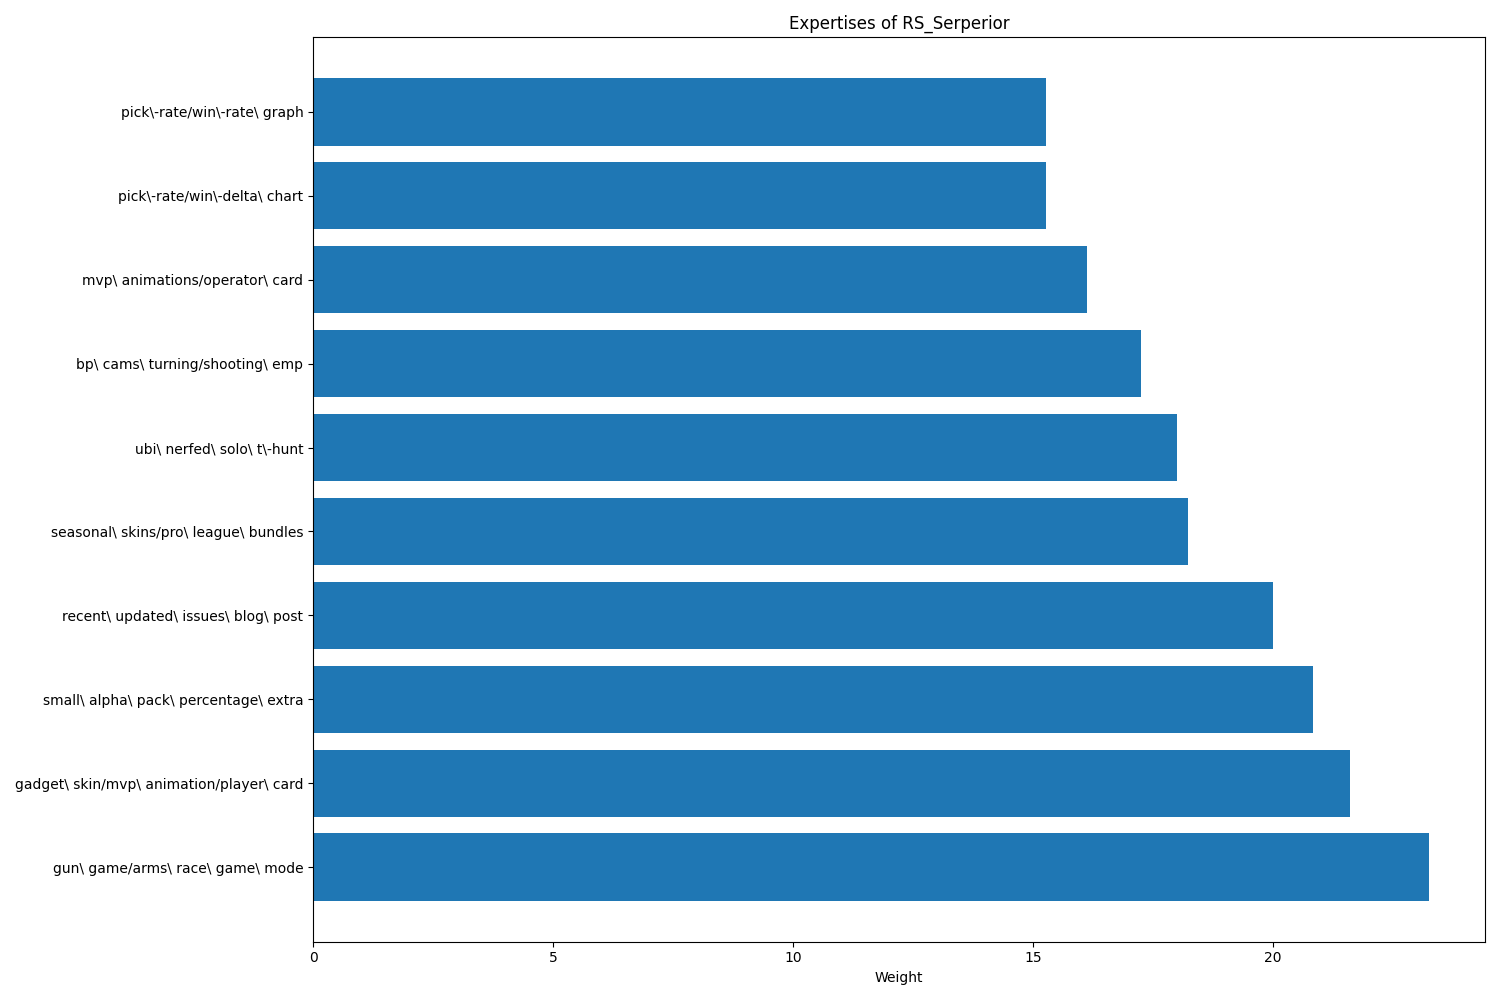 Expertises of RS_Serperior
pick\-rate/win\-rate\ graph
pick\-rate/win\-delta\ chart
mvp\ animations/operator\ card
bp\ cams\ turning/shooting\ emp
ubi\ nerfed\ solo\ t\-hunt
seasonal\ skins/pro\ league\ bundles
recent\ updated\ issues\ blog\ post
small\ alpha\ pack\ percentage\ extra
gadget\ skin/mvp\ animation/player\ card
gun\ game/arms\ race\ game\ mode
0 5 10 15 20
Weight